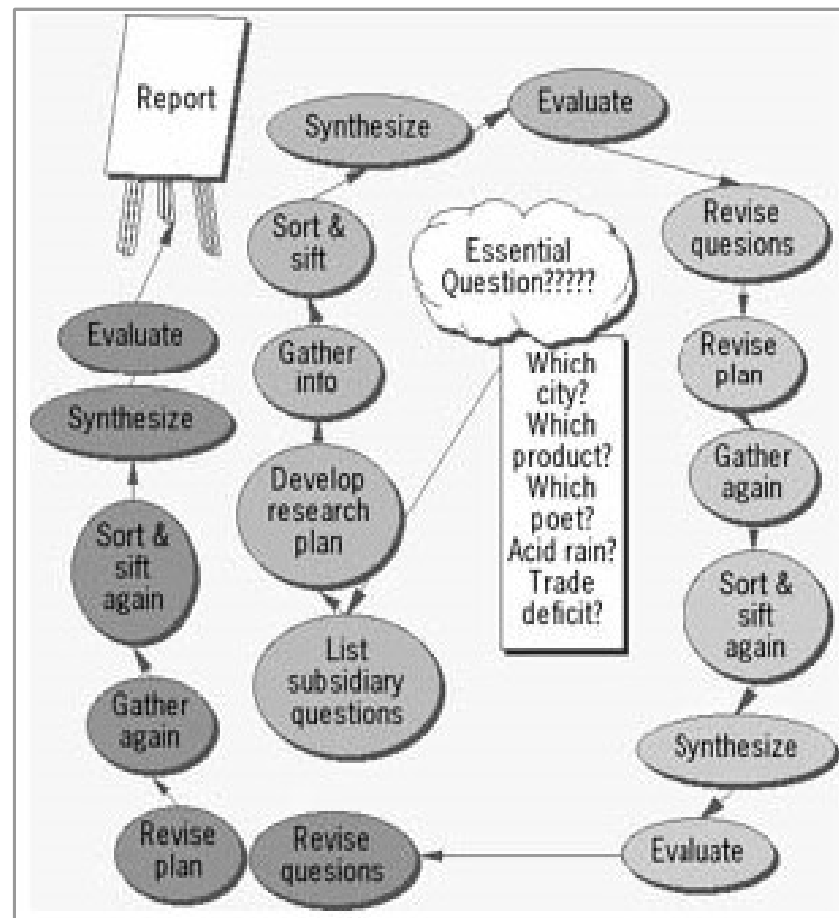 Report
Synthesize
Evaluate
Revise
quesions
Sort &
sift
Essential
Question?????
Evaluate
Gather
info
Which
city?
Which
product?
Which
poet?
Acid rain?
Trade
deficit?
Revise
plan
Synthesize
Develop
research
plan
Gather
again
Sort &
sift
again
Sort &
sift
again
List
subsidiary
questions
Gather
again
Synthesize
Revise
plan
Revise
quesions
Evaluate